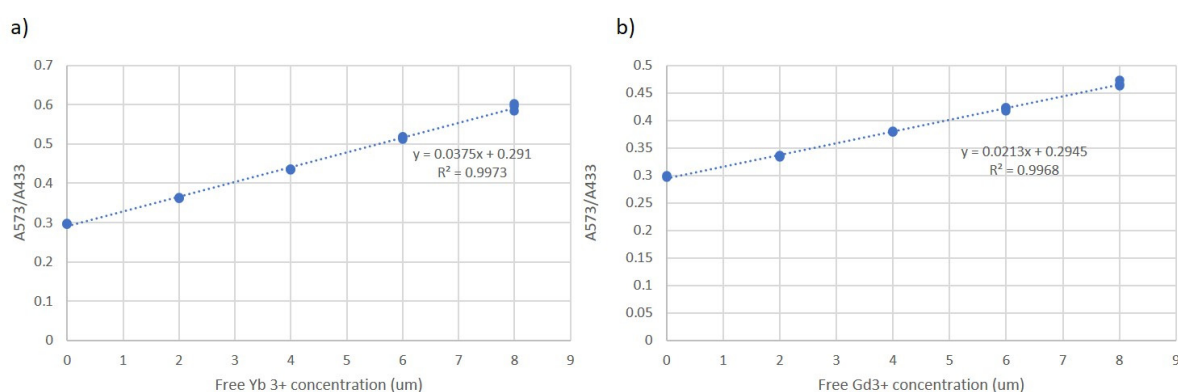 a)
0.7
0.6
0.5
0.4
0.3
0.2
0.1
0
A573/A433
y = 0.0375x + 0.291
R² = 0.9973
0 1 2 3 4 5 6 7 8 9
Free Yb 3+ concentration (um)
b)
0.5
0.45
0.4
0.35
0.3
0.25
0.2
0.15
0.1
0.05
0
A573/A433
y = 0.0213x + 0.2945
R² = 0.9968
0 1 2 3 4 5 6 7 8 9
Free Gd3+ concentration (um)